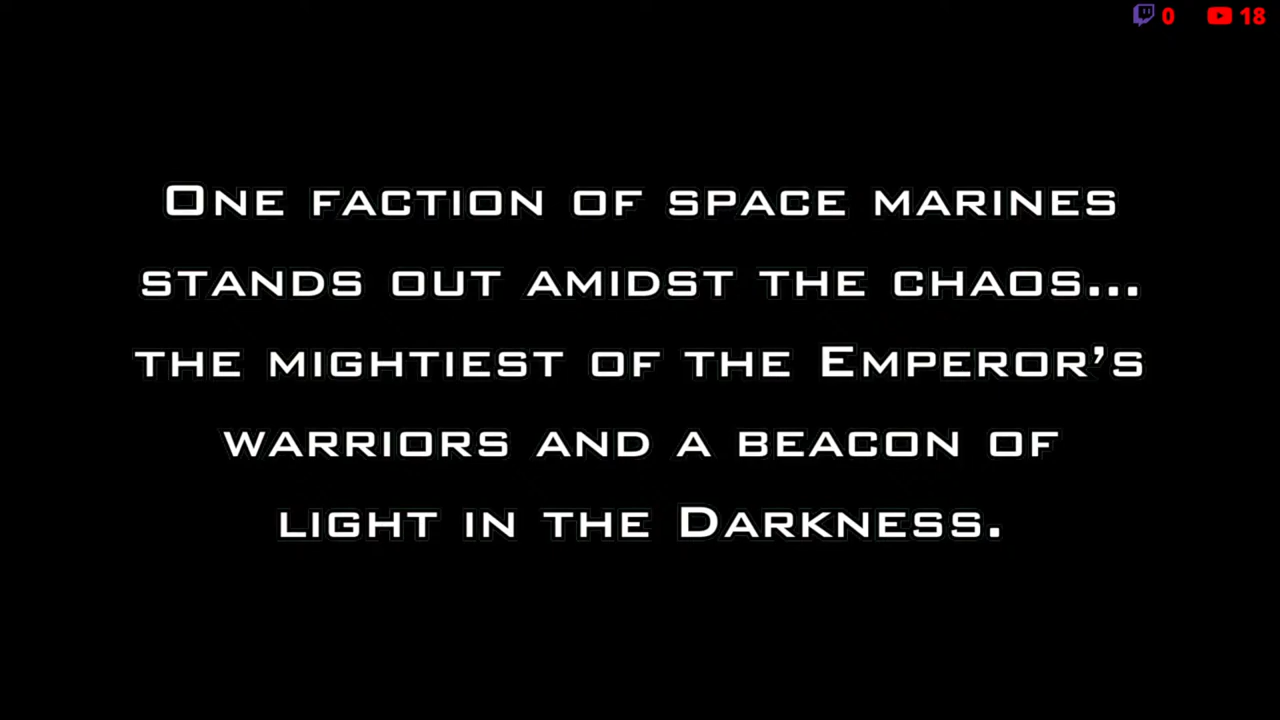 0 18
One faction of space marines
stands out amidst the chaos...
the mightiest of the Emperor's
warriors and a beacon of
light in the Darkness.